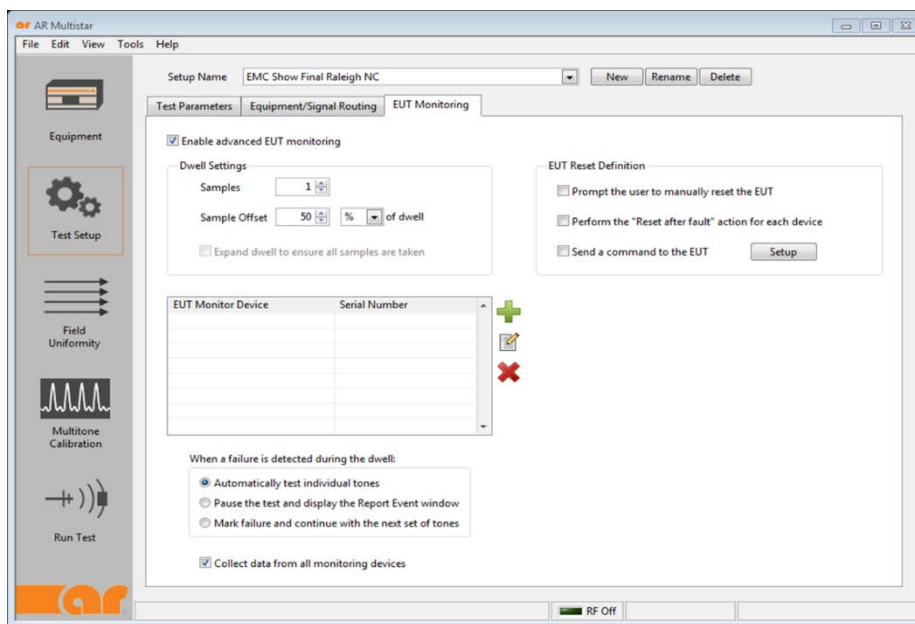 ar AR Multistar
File Edit View Tools Help
Equipment
Test Setup
Field
Uniformity
Multitone
Calibration
Run Test
ar
Setup Name EMC Show Final Raleigh NC New Rename Delete
Test Parameters Equipment/Signal Routing EUT Monitoring
Enable advanced EUT monitoring
Dwell Settings
Samples 1
Sample Offset 50 % of dwell
Expand dwell to ensure all samples are taken
EUT Reset Definition
Prompt the user to manually reset the EUT
Perform the "Reset after fault" action for each device
Send a command to the EUT Setup
EUT Monitor Device Serial Number
When a failure is detected during the dwell:
Automatically test individual tones
Pause the test and display the Report Event window
Mark failure and continue with the next set of tones
Collect data from all monitoring devices
RF Off